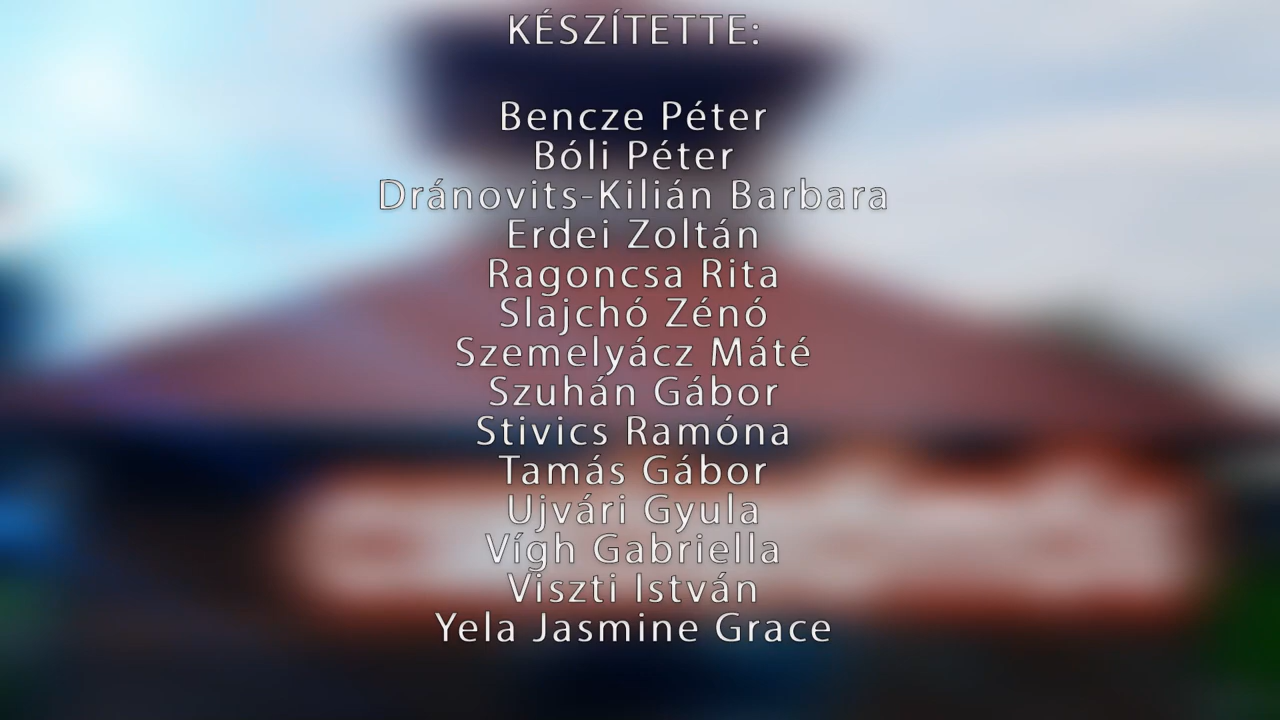 KÉSZÍTETTE:
Bencze Péter
Bóli Péter
Dránovits-Kilián Barbara
Erdei Zoltán
Ragoncsa Rita
Slajchó Zénó
Szemelyácz Máté
Szuhán Gábor
Stivics Ramóna
Tamás Gábor
Ujvári Gyula
Vígh Gabriella
Viszti István
Yela Jasmine Grace